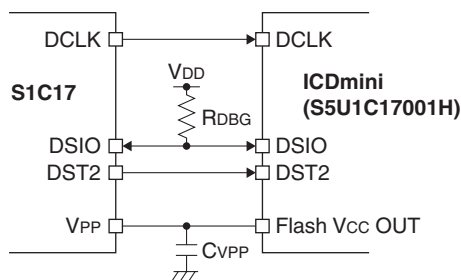 DCLK DCLK
VDD
S1C17
ICDmini
(S5U1C17001H)
RDBG
DSIO DSIO
DST2 DST2
VPP Flash VCC OUT
CVPP